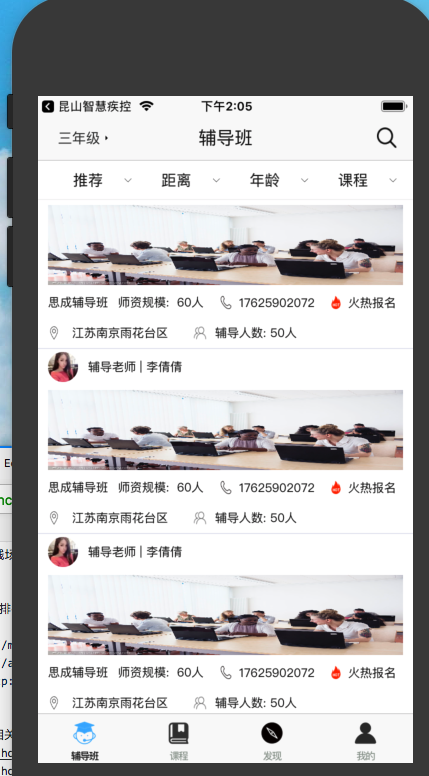 昆山智慧疾控 下午2:05
三年级 辅导班
推荐 距离 年龄 课程
思成辅导班 师资规模: 60人 17625902072 火热报名
江苏南京雨花台区 辅导人数: 50人
辅导老师 | 李倩倩
思成辅导班 师资规模: 60人 17625902072 火热报名
江苏南京雨花台区 辅导人数: 50人
辅导老师 | 李倩倩
思成辅导班 师资规模: 60人 17625902072 火热报名
江苏南京雨花台区 辅导人数: 50人
辅导班 课程 发现 我的